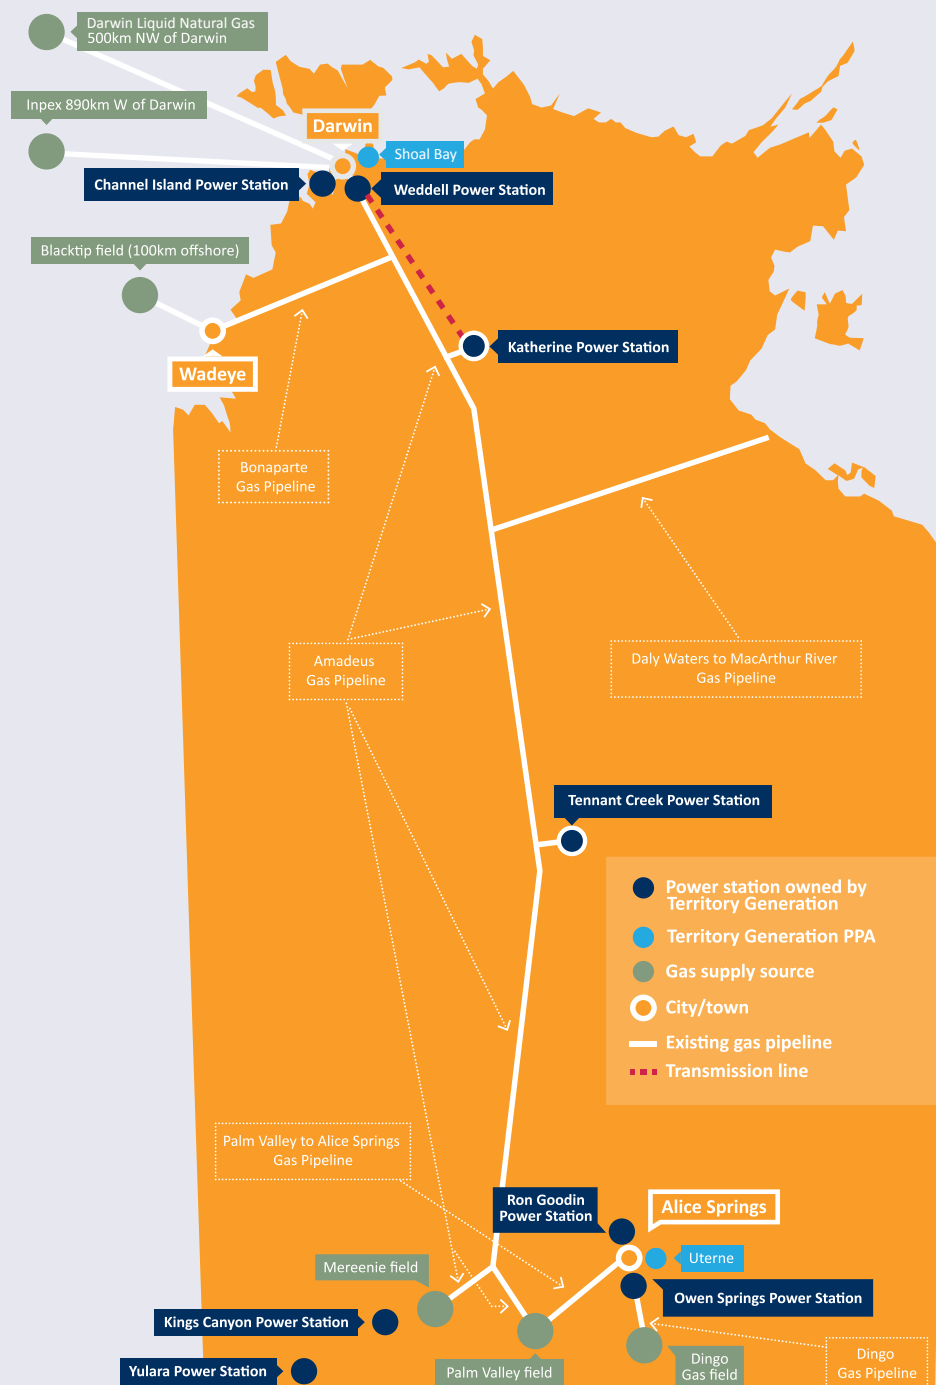 Darwin Liquid Natural Gas
500km NW of Darwin
Inpex 890km W of Darwin
Darwin
Shoal Bay
Channel Island Power Station
Weddell Power Station
Blacktip field (100km offshore)
Katherine Power Station
Wadeye
Bonaparte
Gas Pipeline
Amadeus
Gas Pipeline
Daly Waters to MacArthur River
Gas Pipeline
Tennant Creek Power Station
Power station owned by
Territory Generation
Territory Generation PPA
Gas supply source
City/town
Existing gas pipeline
Transmission line
Palm Valley to Alice Springs
Gas Pipeline
Ron Goodin
Power Station
Alice Springs
Uterne
Mereenie field
Owen Springs Power Station
Kings Canyon Power Station
Yulara Power Station
Palm Valley field
Dingo
Gas field
Dingo
Gas Pipeline